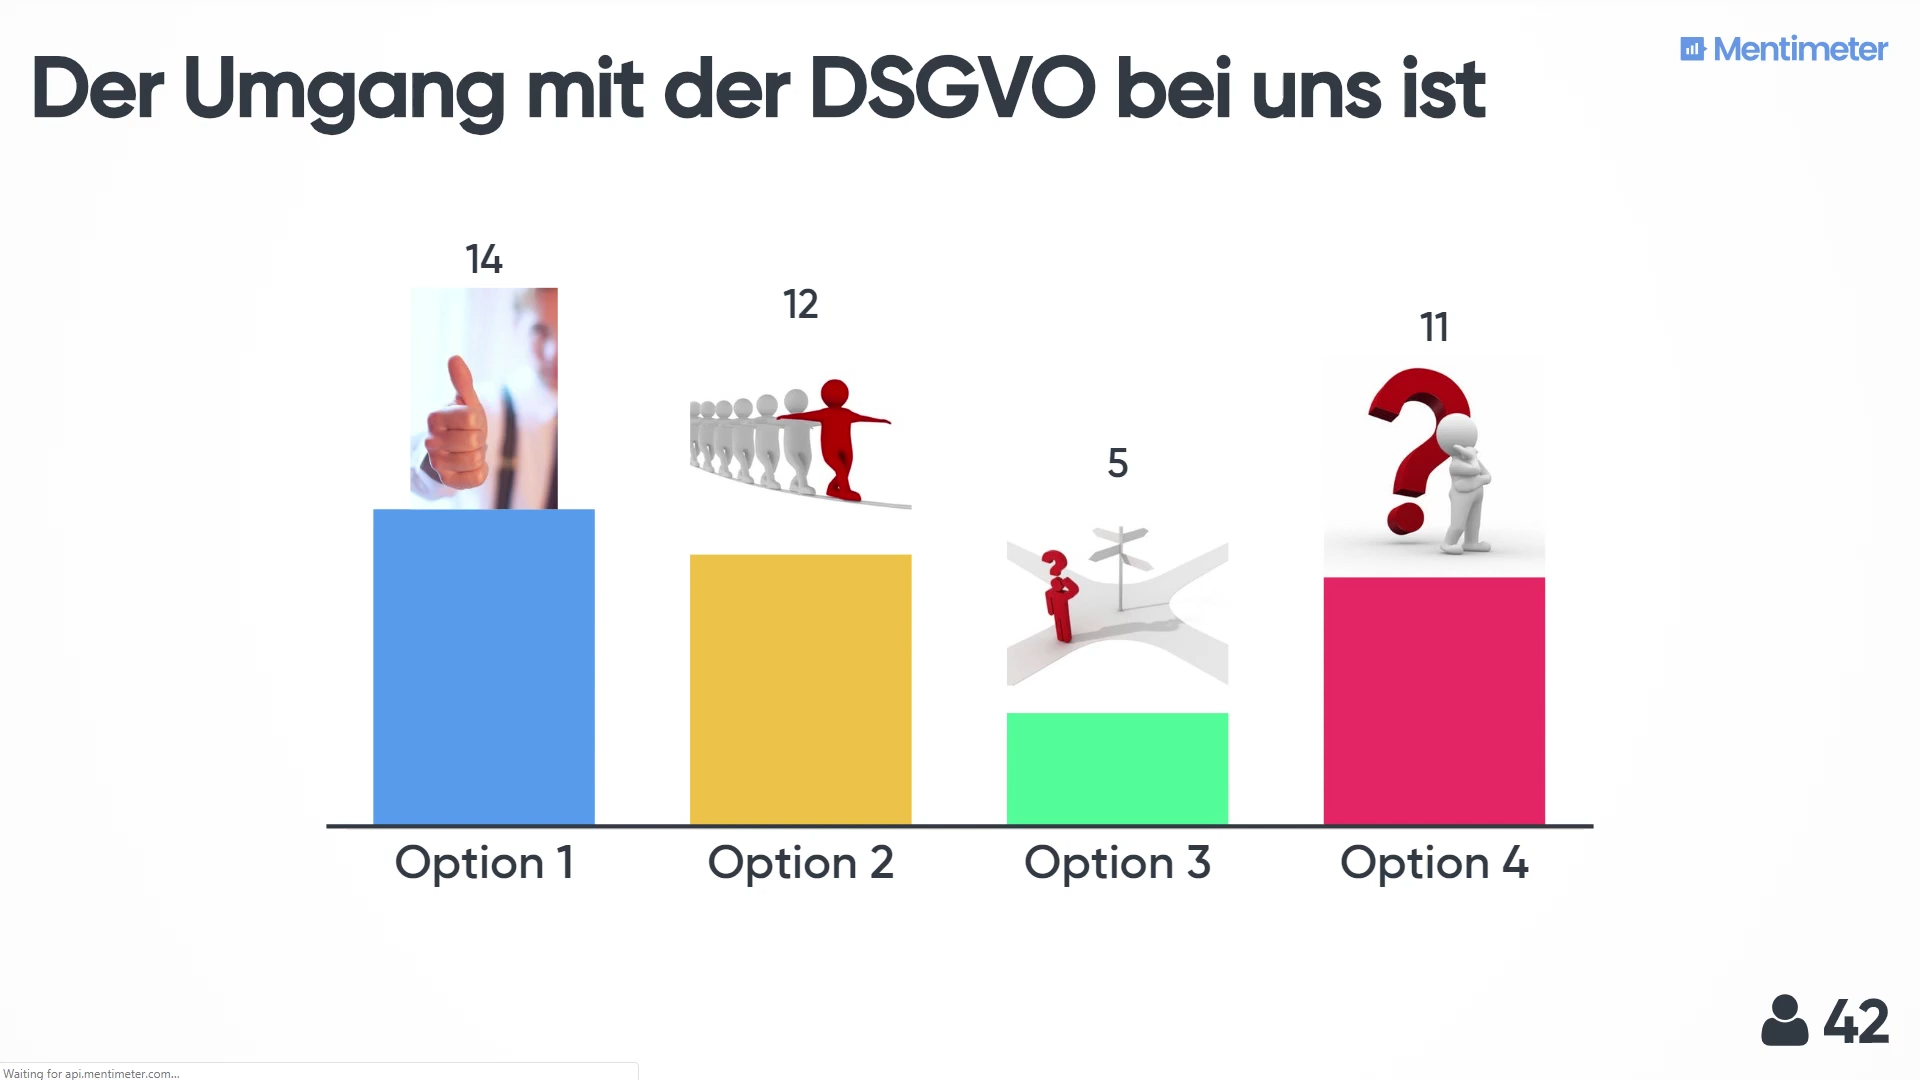 Der Umgang mit der DSGVO bei uns ist
Mentimeter
14
12
5
11
Option 1
Option 2
Option 3
Option 4
42
Waiting for api.mentimeter.com...